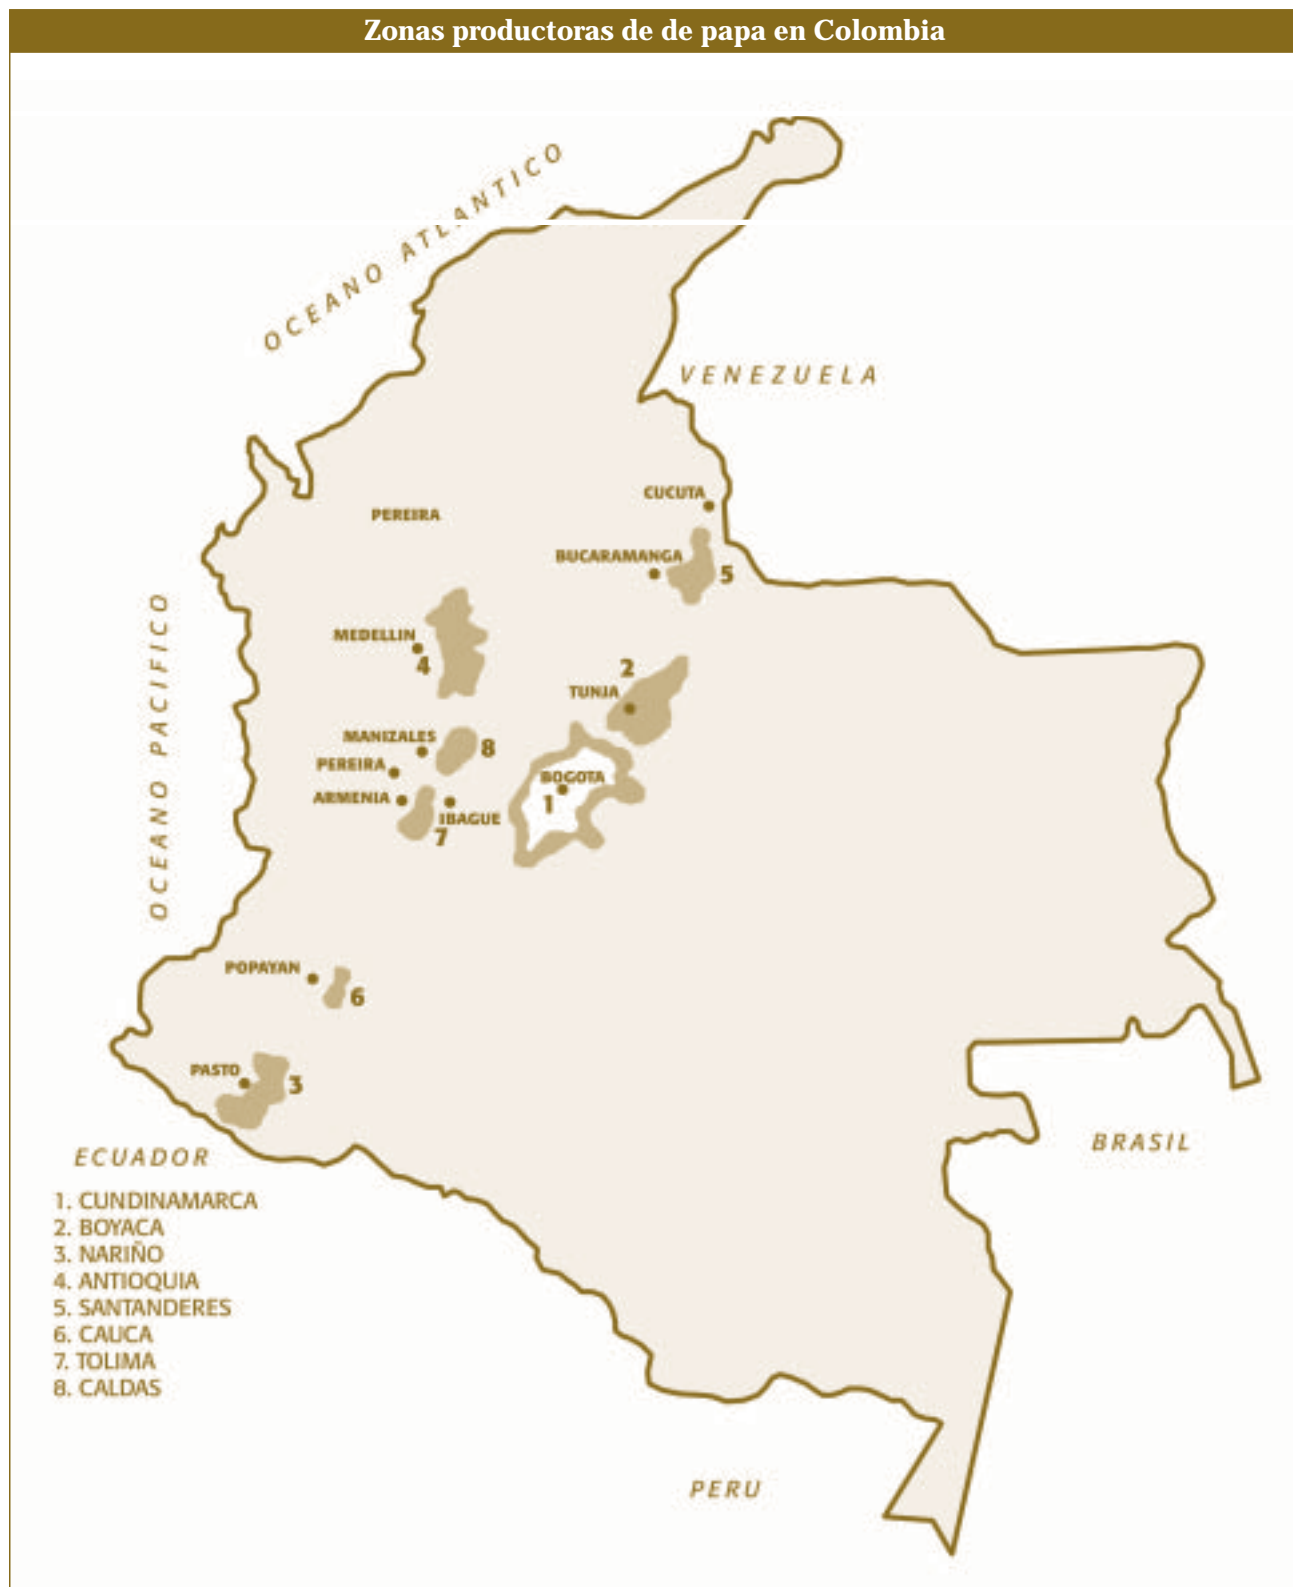 Zonas productoras de de papa en Colombia
OCEANO ATLANTICO
VENEZUELA
CUCUTA
PEREIRA
BUCARAMANGA
5
OCEANO PACIFICO
MEDELLIN
4
2
TUNJA
MANIZALES
8
PEREIRA
BOGOTA
1
ARMENIA
IBAGUE
7
POPAYAN
6
PASTO
3
BRASIL
ECUADOR
1. CUNDINAMARCA
2. BOYACA
3. NARIÑO
4. ANTIOQUIA
5. SANTANDERES
6. CAUCA
7. TOLIMA
8. CALDAS
PERU